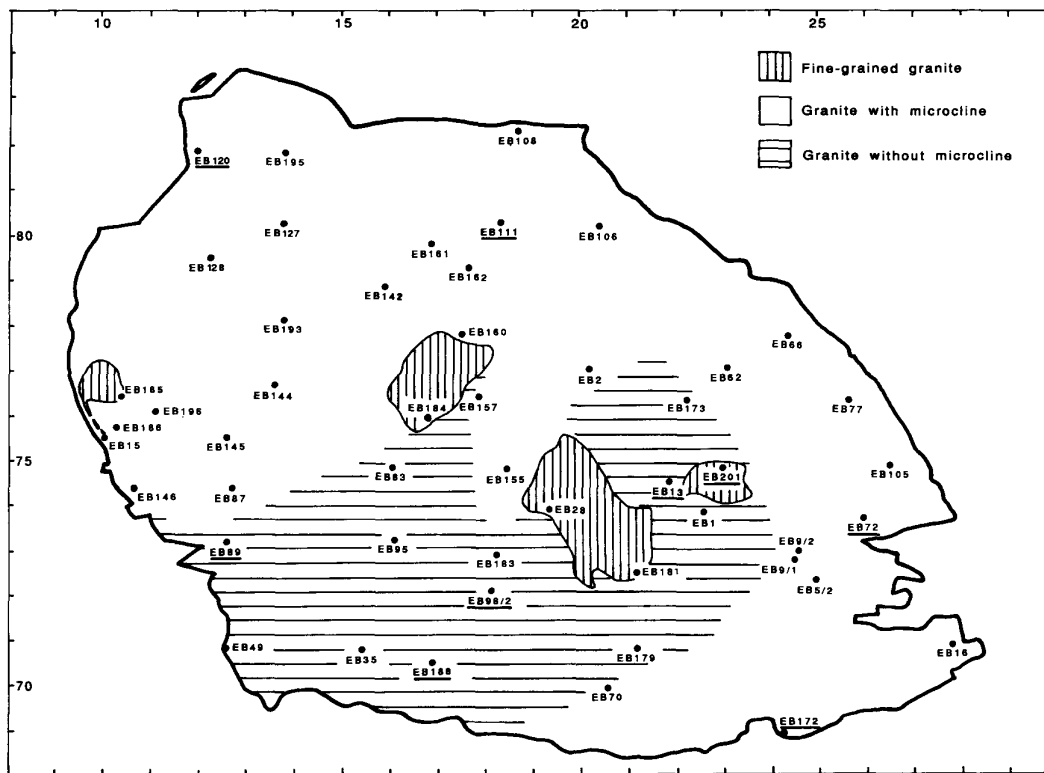 10 15 20 25
Fine-grained granite
Granite with microcline
Granite without microcline
EB108
EB120
EB195
80
EB127
EB111
EB106
EB161
EB128
EB162
EB142
EB193
EB160
EB66
EB2
EB62
EB185
EB144
EB157
EB173
EB77
EB196
EB184
EB186
EB15
EB145
75
EB83
EB155
EB201
EB105
EB13
EB146
EB87
EB28
EB1
EB72
EB89
EB95
EB9/2
EB183
EB181
EB9/1
EB5/2
EB98/2
EB49
EB35
EB179
EB16
EB188
70
EB70
EB172